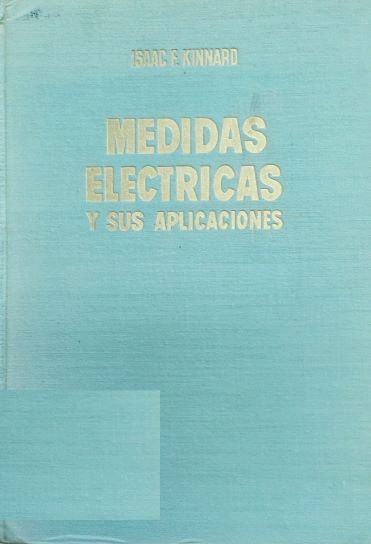 ISAAC F. KINNARD
MEDIDAS
ELECTRICAS
Y SUS APLICACIONES